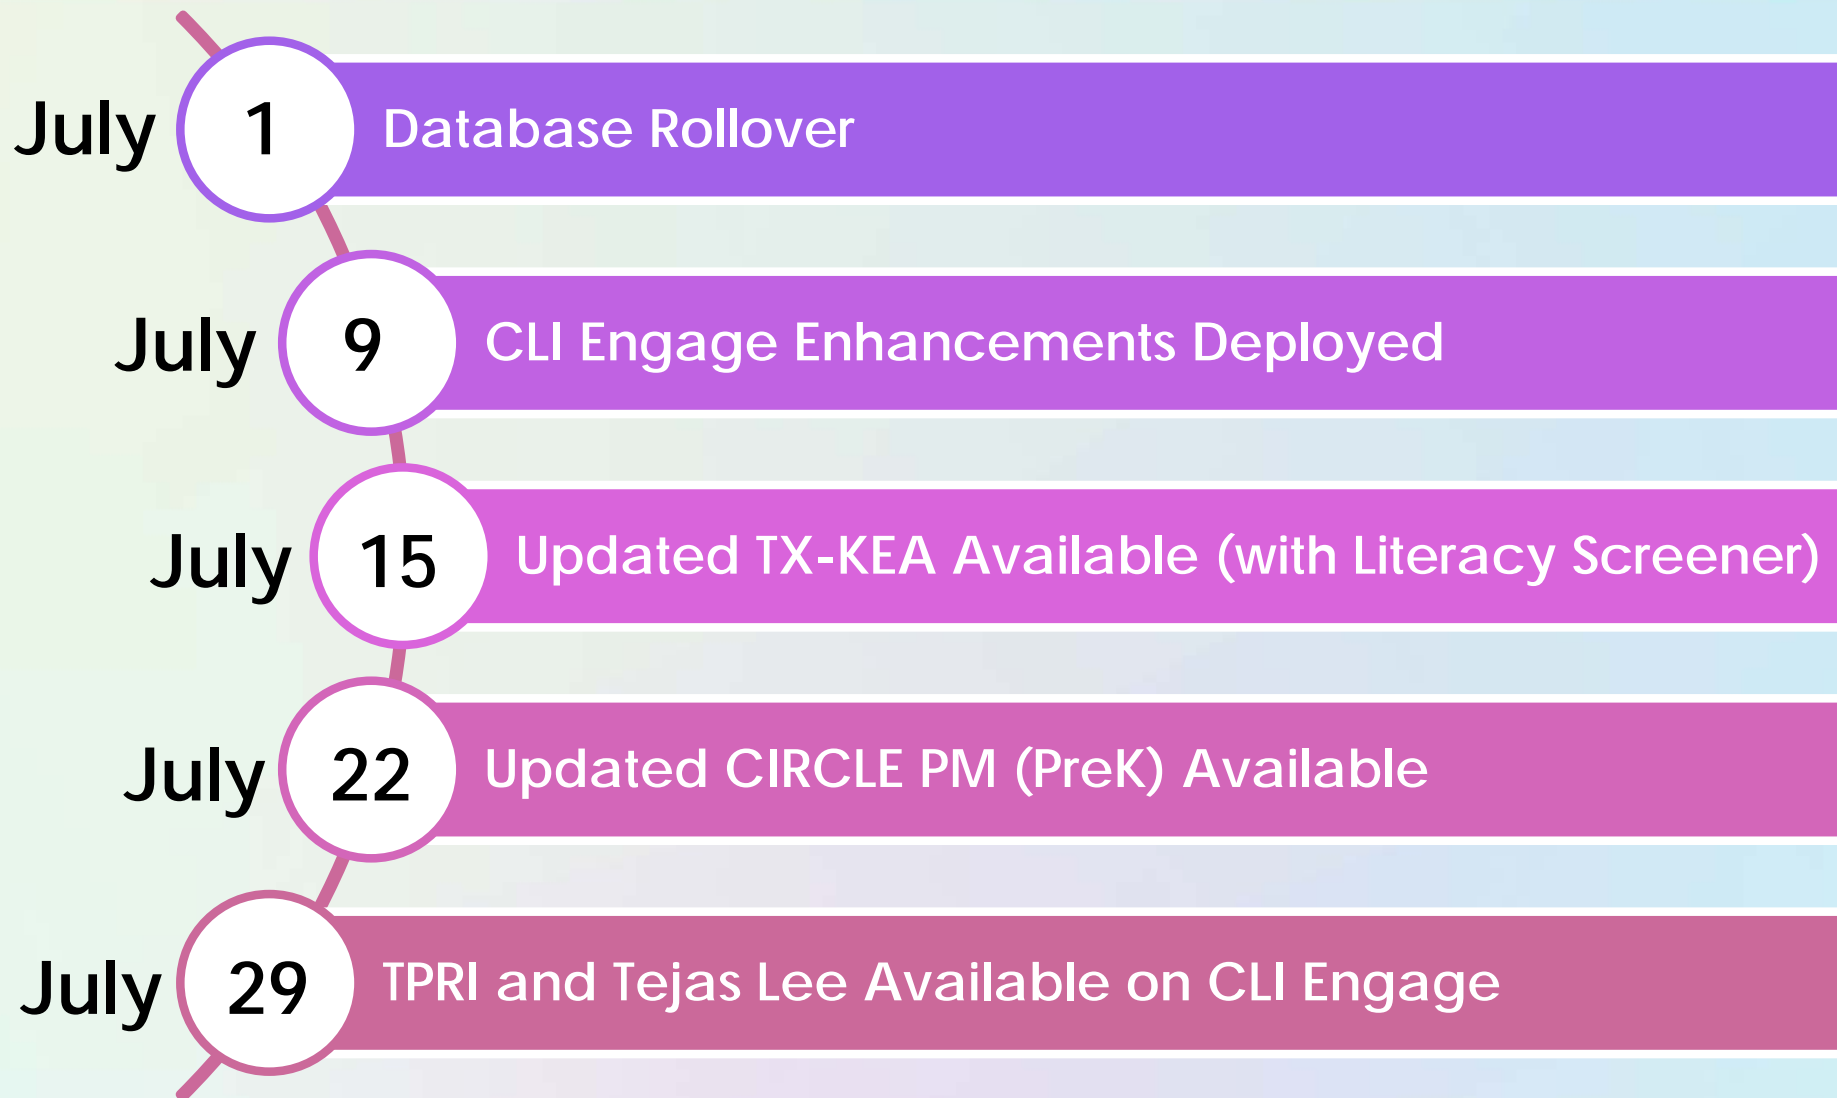 July 1 Database Rollover
July 9 CLI Engage Enhancements Deployed
July 15 Updated TX-KEA Available (with Literacy Screener)
July 22 Updated CIRCLE PM (PreK) Available
July 29 TPRI and Tejas Lee Available on CLI Engage